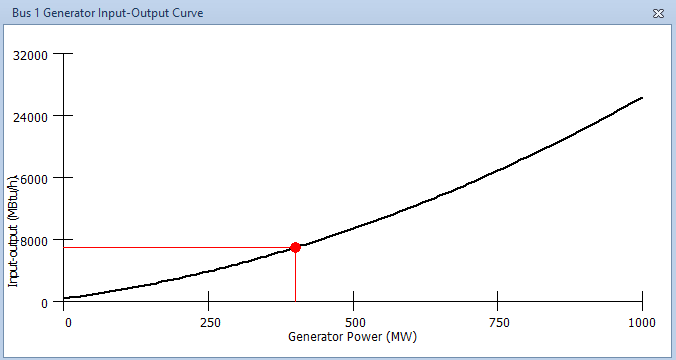 Bus 1 Generator Input-Output Curve
32000
24000
6000
8000
0
Input-output (MBtu/h)
0 250 500 750 1000
Generator Power (MW)